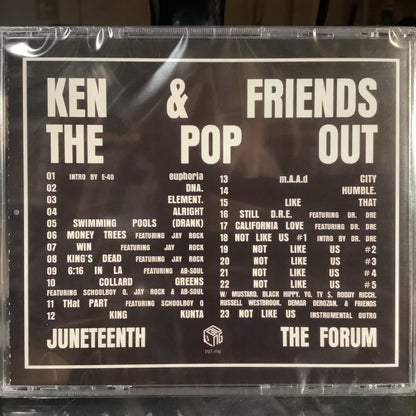 KEN & FRIENDS
THE POP OUT
01 INTRO BY E-40 euphoria
02 DNA.
03 ELEMENT.
04 ALRIGHT
05 SWIMMING POOLS (DRANK)
06 MONEY TREES FEATURING JAY ROCK
07 WIN FEATURING JAY ROCK
08 KING'S DEAD FEATURING JAY ROCK
09 6:16 IN LA FEATURING AB-SOUL
10 COLLARD GREENS
FEATURING SCHOOLBOY Q, JAY ROCK & AB-SOUL
11 THat PART FEATURING SCHOOLBOY Q
12 KING KUNTA
13 m.A.A.d CITY
14 HUMBLE.
15 LIKE THAT
16 STILL D.R.E. FEATURING DR. DRE
17 CALIFORNIA LOVE FEATURING DR. DRE
18 NOT LIKE US #1 INTRO BY DR. DRE
19 NOT LIKE US #2
20 NOT LIKE US #3
21 NOT LIKE US #4
22 NOT LIKE US #5
W/ MUSTARD, BLACK HIPPY, YG, TY $, RODDY RICCH,
RUSSELL WESTBROOK, DEMAR DEROZAN, & FRIENDS
23 NOT LIKE US INSTRUMENTAL OUTRO
JUNETEENTH
pgLang
THE FORUM